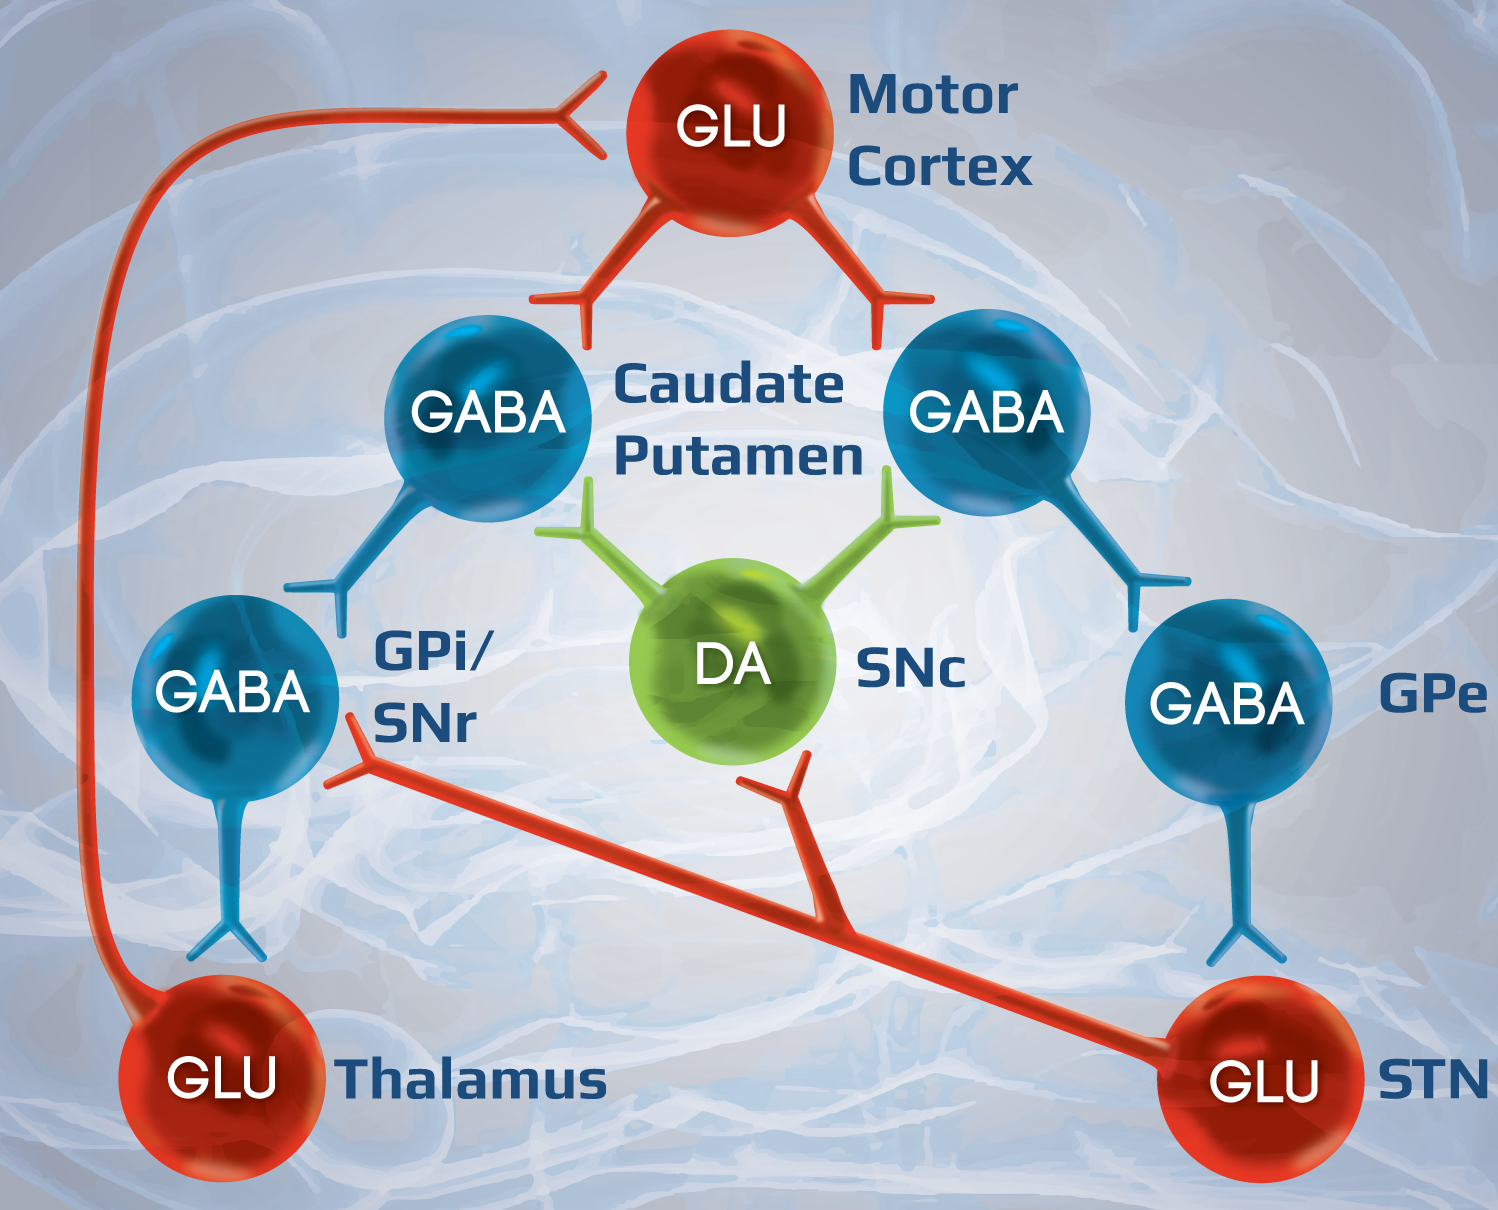 GLU
Motor
Cortex
GABA
Caudate
Putamen
GABA
GABA
GPi/
SNr
DA
SNc
GABA
GPe
GLU
Thalamus
GLU
STN